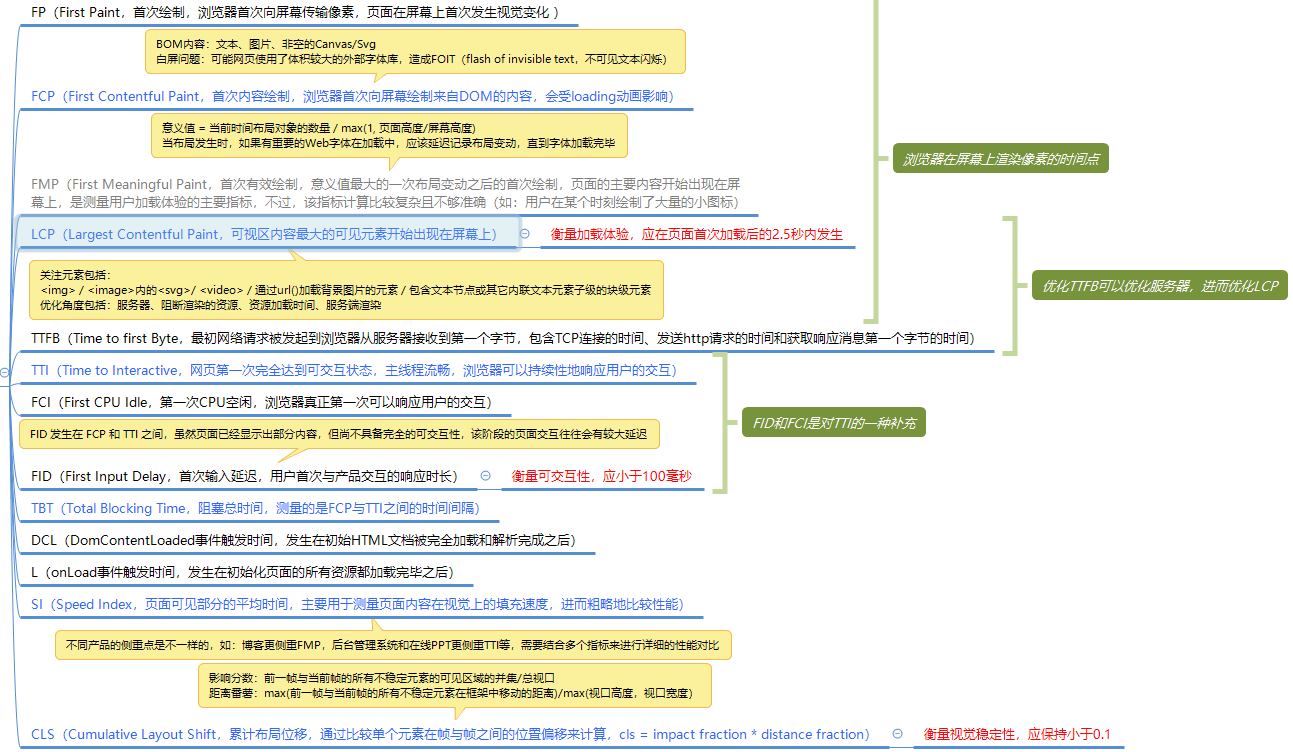 FP（First Paint，首次绘制，浏览器首次向屏幕传输像素，页面在屏幕上首次发生视觉变化 ）
BOM内容：文本、图片、非空的Canvas/Svg
白屏问题：可能网页使用了体积较大的外部字体库，造成FOIT（flash of invisible text，不可见文本闪烁）
FCP（First Contentful Paint，首次内容绘制，浏览器首次向屏幕绘制来自DOM的内容，会受loading动画影响）
意义值 = 当前时间布局对象的数量 / max(1, 页面高度/屏幕高度)
当布局发生时，如果有重要的Web字体在加载中，应该延迟记录布局变动，直到字体加载完毕
浏览器在屏幕上渲染像素的时间点
FMP（First Meaningful Paint，首次有效绘制，意义值最大的一次布局变动之后的首次绘制，页面的主要内容开始出现在屏
幕上，是测量用户加载体验的主要指标，不过，该指标计算比较复杂且不够准确（如：用户在某个时刻绘制了大量的小图标）
LCP（Largest Contentful Paint，可视区内容最大的可见元素开始出现在屏幕上）
衡量加载体验，应在页面首次加载后的2.5秒内发生
关注元素包括：
<img> / <image>内的<svg>/ <video> / 通过url()加载背景图片的元素 / 包含文本节点或其它内联文本元素子级的块级元素
优化角度包括：服务器、阻断渲染的资源、资源加载时间、服务端渲染
优化TTFB可以优化服务器，进而优化LCP
TTFB（Time to first Byte，最初网络请求被发起到浏览器从服务器接收到第一个字节，包含TCP连接的时间、发送http请求的时间和获取响应消息第一个字节的时间）
TTI（Time to Interactive，网页第一次完全达到可交互状态，主线程流畅，浏览器可以持续性地响应用户的交互）
FCI（First CPU Idle，第一次CPU空闲，浏览器真正第一次可以响应用户的交互）
FID和FCI是对TTI的一种补充
FID 发生在 FCP 和 TTI 之间，虽然页面已经显示出部分内容，但尚不具备完全的可交互性，该阶段的页面交互往往会有较大延迟
FID（First Input Delay，首次输入延迟，用户首次与产品交互的响应时长）
衡量可交互性，应小于100毫秒
TBT（Total Blocking Time，阻塞总时间，测量的是FCP与TTI之间的时间间隔）
DCL（DomContentLoaded事件触发时间，发生在初始HTML文档被完全加载和解析完成之后）
L（onLoad事件触发时间，发生在初始化页面的所有资源都加载完毕之后）
SI（Speed Index，页面可见部分的平均时间，主要用于测量页面内容在视觉上的填充速度，进而粗略地比较性能）
不同产品的侧重点是不一样的，如：博客更侧重FMP，后台管理系统和在线PPT更侧重TTI等，需要结合多个指标来进行详细的性能对比
影响分数：前一帧与当前帧的所有不稳定元素的可见区域的并集/总视口
距离番薯：max(前一帧与当前帧的所有不稳定元素在框架中移动的距离)/max(视口高度，视口宽度)
CLS（Cumulative Layout Shift，累计布局位移，通过比较单个元素在帧与帧之间的位置偏移来计算，cls = impact fraction * distance fraction）
衡量视觉稳定性，应保持小于0.1